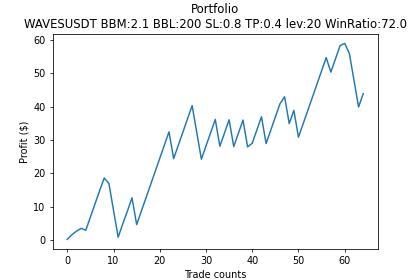 Portfolio
WAVESUSDT BBM:2.1 BBL:200 SL:0.8 TP:0.4 lev:20 WinRatio:72.0
60
50
40
30
20
10
0
Profit ($)
0 10 20 30 40 50 60
Trade counts